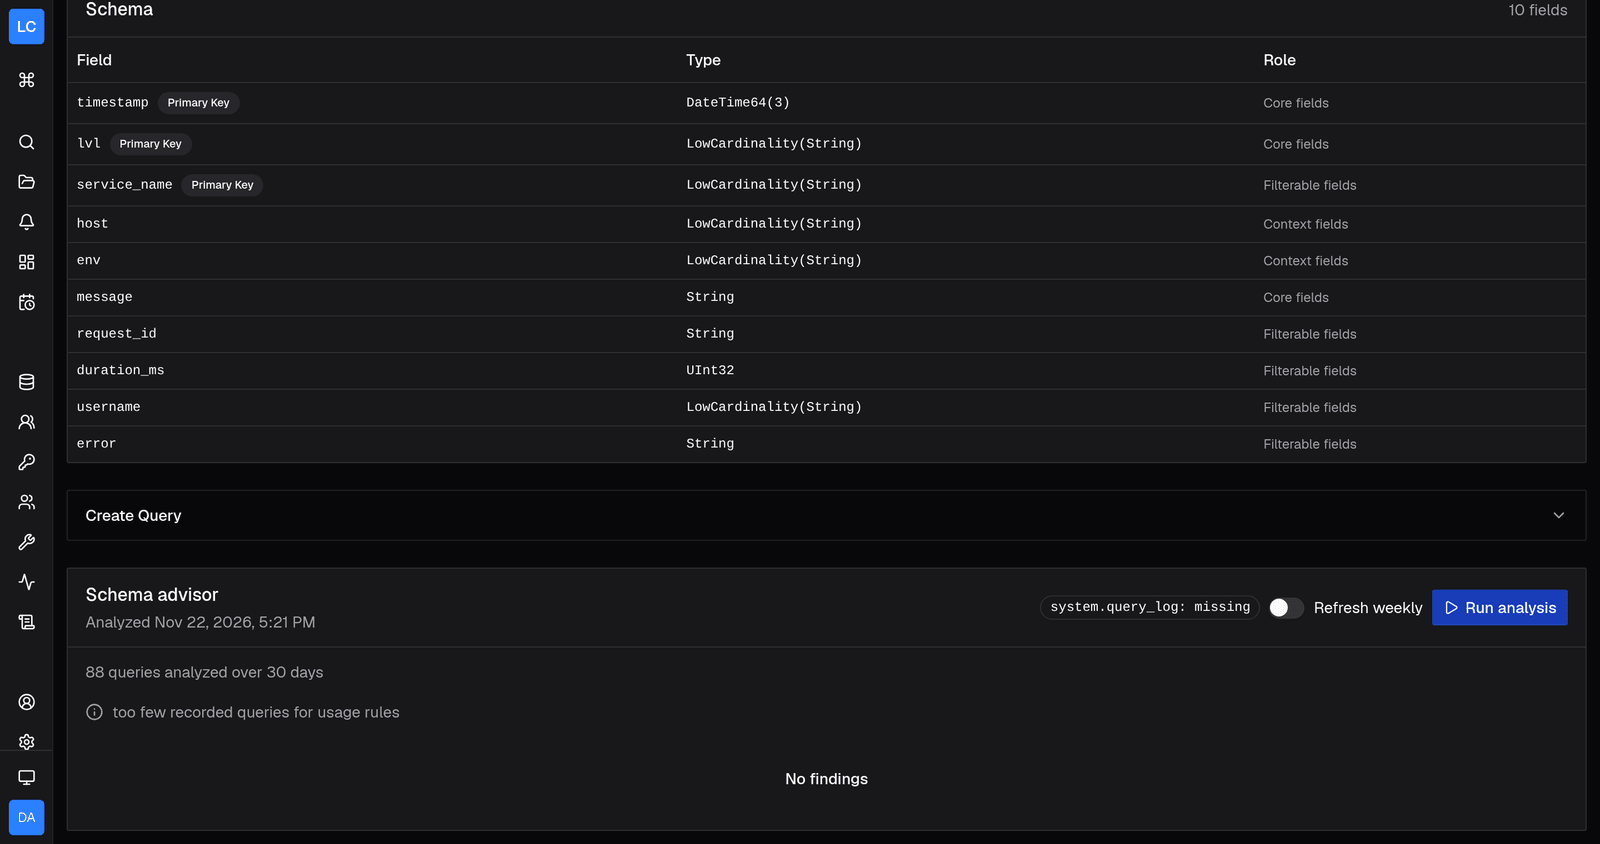 LC
Schema
10 fields
Field Type Role
timestamp Primary Key DateTime64(3) Core fields
lvl Primary Key LowCardinality(String) Core fields
service_name Primary Key LowCardinality(String) Filterable fields
host LowCardinality(String) Context fields
env LowCardinality(String) Context fields
message String Core fields
request_id String Filterable fields
duration_ms UInt32 Filterable fields
username LowCardinality(String) Filterable fields
error String Filterable fields
Create Query
Schema advisor
Analyzed Nov 22, 2026, 5:21 PM
system.query_log: missing Refresh weekly Run analysis
88 queries analyzed over 30 days
too few recorded queries for usage rules
No findings
DA